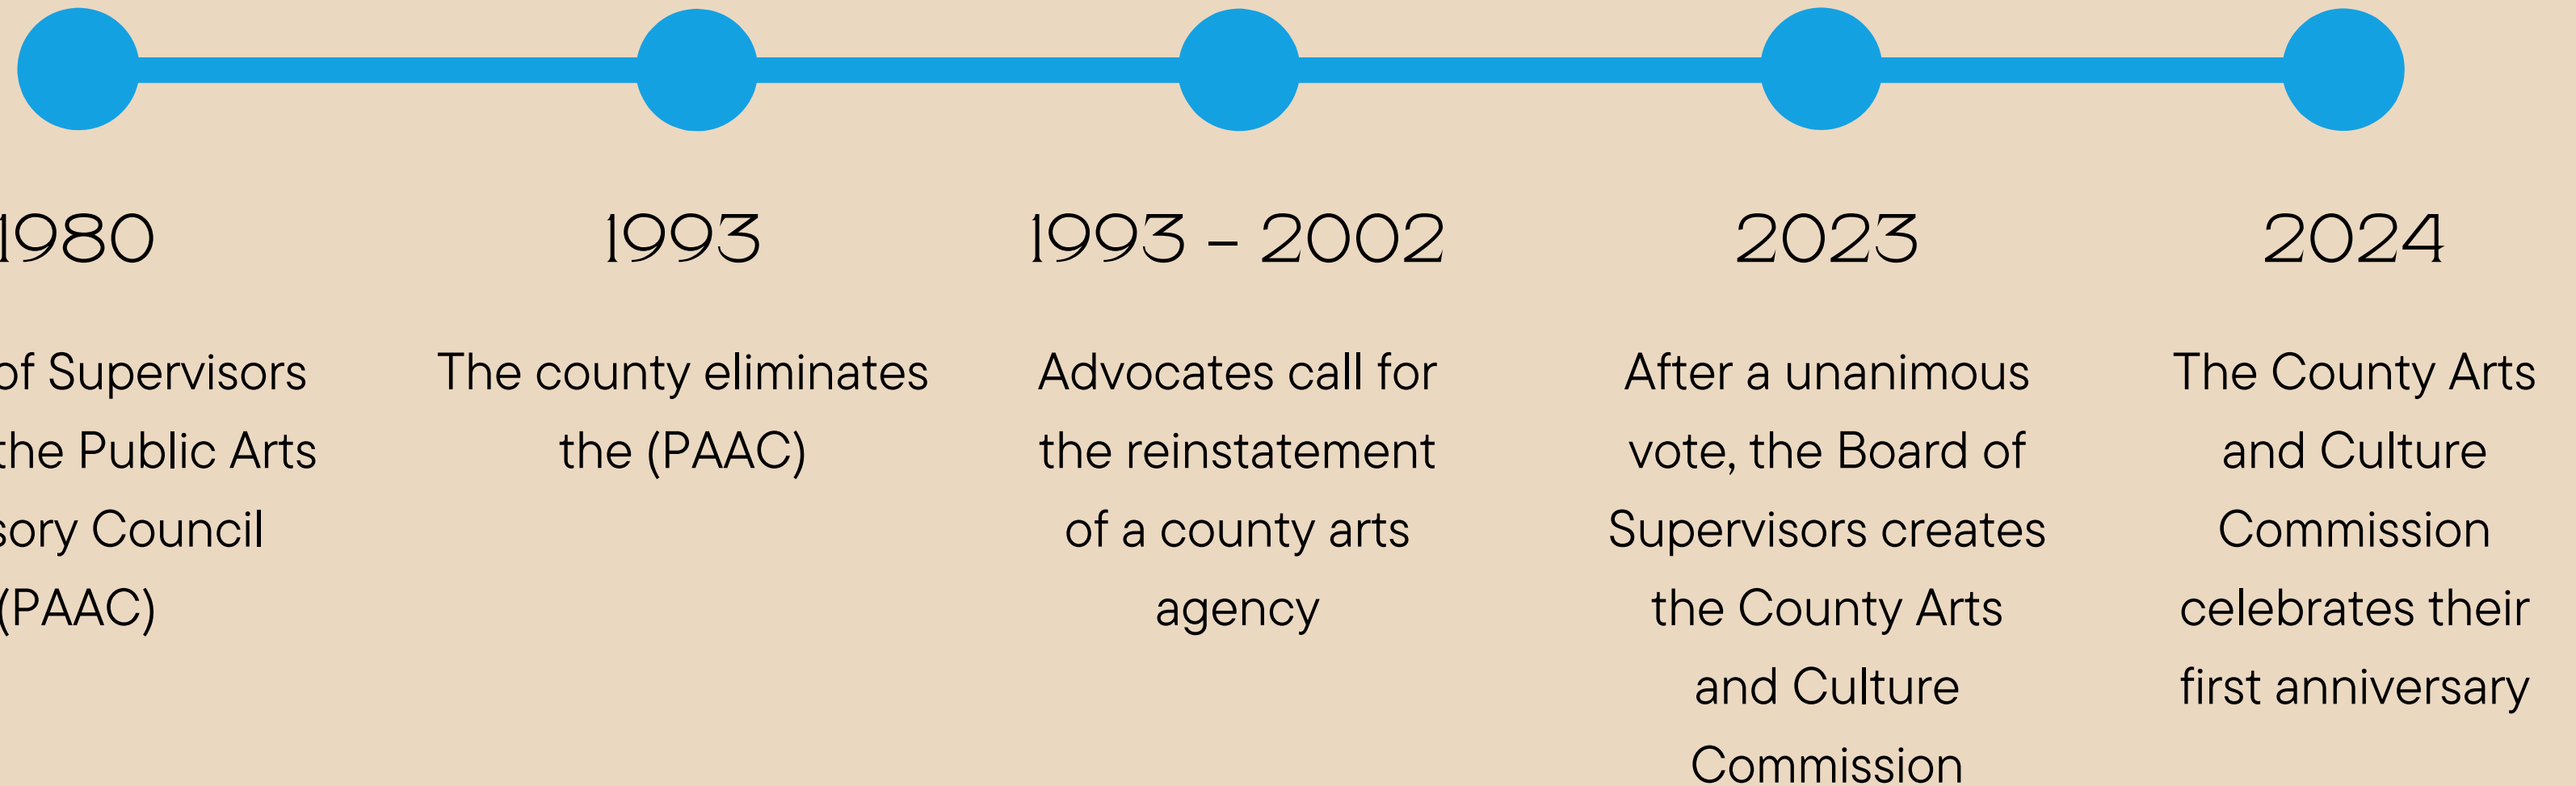 1980
of Supervisors
the Public Arts
sory Council
(PAAC)
1993
The county eliminates
the (PAAC)
1993 – 2002
Advocates call for
the reinstatement
of a county arts
agency
2023
After a unanimous
vote, the Board of
Supervisors creates
the County Arts
and Culture
Commission
2024
The County Arts
and Culture
Commission
celebrates their
first anniversary